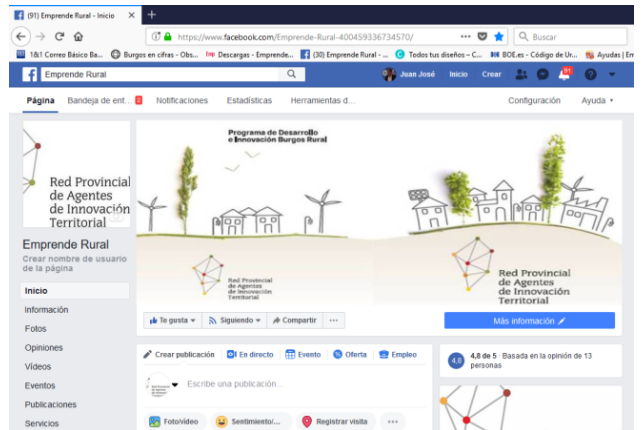 (91) Emprende Rural - Inicio
https://www.facebook.com/Emprende-Rural-400459336734570/
Buscar
1&1 Correo Básico Ba... Burgos en cifras - Obs... Descargas - Emprende... (30) Emprende Rural - ... Todos tus diseños – C... BOE.es - Código de Ur... Ayudas | Em
Emprende Rural
Juan José Inicio Crear 91
Página Bandeja de ent... 2 Notificaciones Estadísticas Herramientas d... Configuración Ayuda
Programa de Desarrollo
e Innovación Burgos Rural
Red Provincial
de Agentes
de Innovación
Territorial
Red Provincial
de Agentes
de Innovación
Territorial
Red Provincial
de Agentes
de Innovación
Territorial
Emprende Rural
Crear nombre de usuario
de la página
Inicio
Información
Fotos
Opiniones
Vídeos
Eventos
Publicaciones
Servicios
Te gusta Siguiendo Compartir ...
Más información
Crear publicación En directo Evento Oferta Empleo
Escribe una publicación...
Foto/vídeo Sentimiento/... Registrar visita ...
4,8 4,8 de 5 · Basada en la opinión de 13
personas